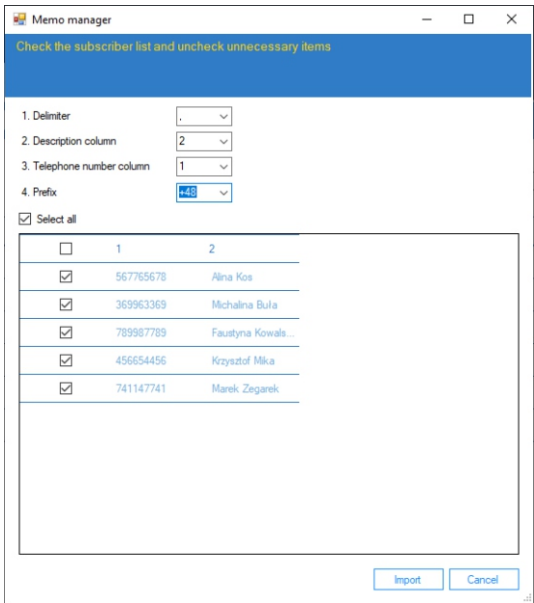 Memo manager
Check the subscriber list and uncheck unnecessary items
1. Delimiter ,
2. Description column 2
3. Telephone number column 1
4. Prefix +48
Select all
1 2
567765678 Alina Kos
369963369 Michalina Buła
789987789 Faustyna Kowals...
456654456 Krzysztof Mika
741147741 Marek Zegarek
Import Cancel